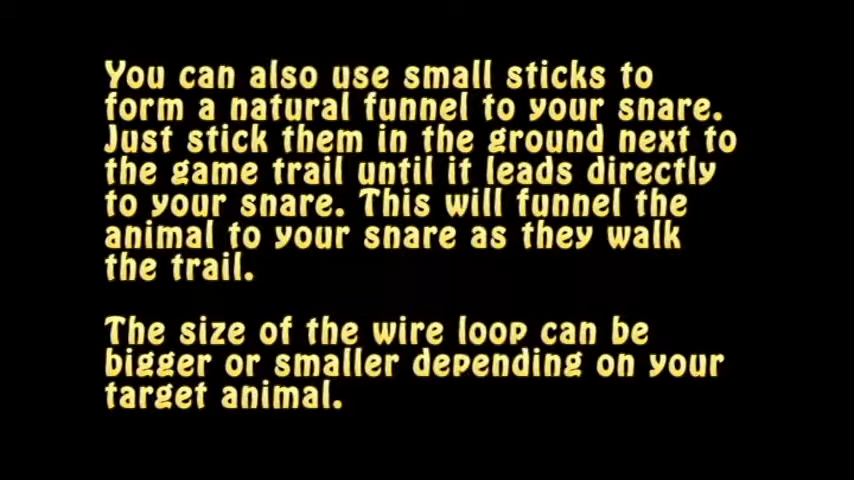 You can also use small sticks to
form a natural funnel to your snare.
Just stick them in the ground next to
the game trail until it leads directly
to your snare. This will funnel the
animal to your snare as they walk
the trail.
The size of the wire loop can be
bigger or smaller depending on your
target animal.